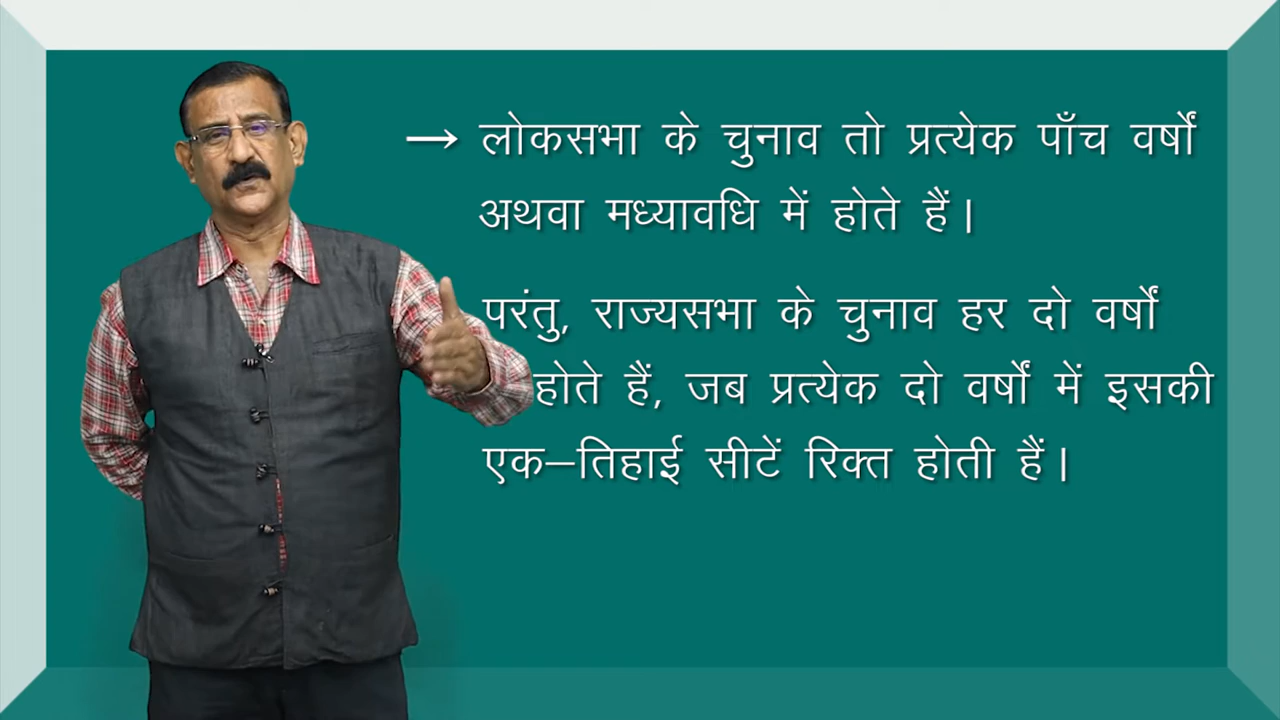 → लोकसभा के चुनाव तो प्रत्येक पाँच वर्षों
अथवा मध्यावधि में होते हैं।
परंतु, राज्यसभा के चुनाव हर दो वर्षों
होते हैं, जब प्रत्येक दो वर्षों में इसकी
एक–तिहाई सीटें रिक्त होती हैं।